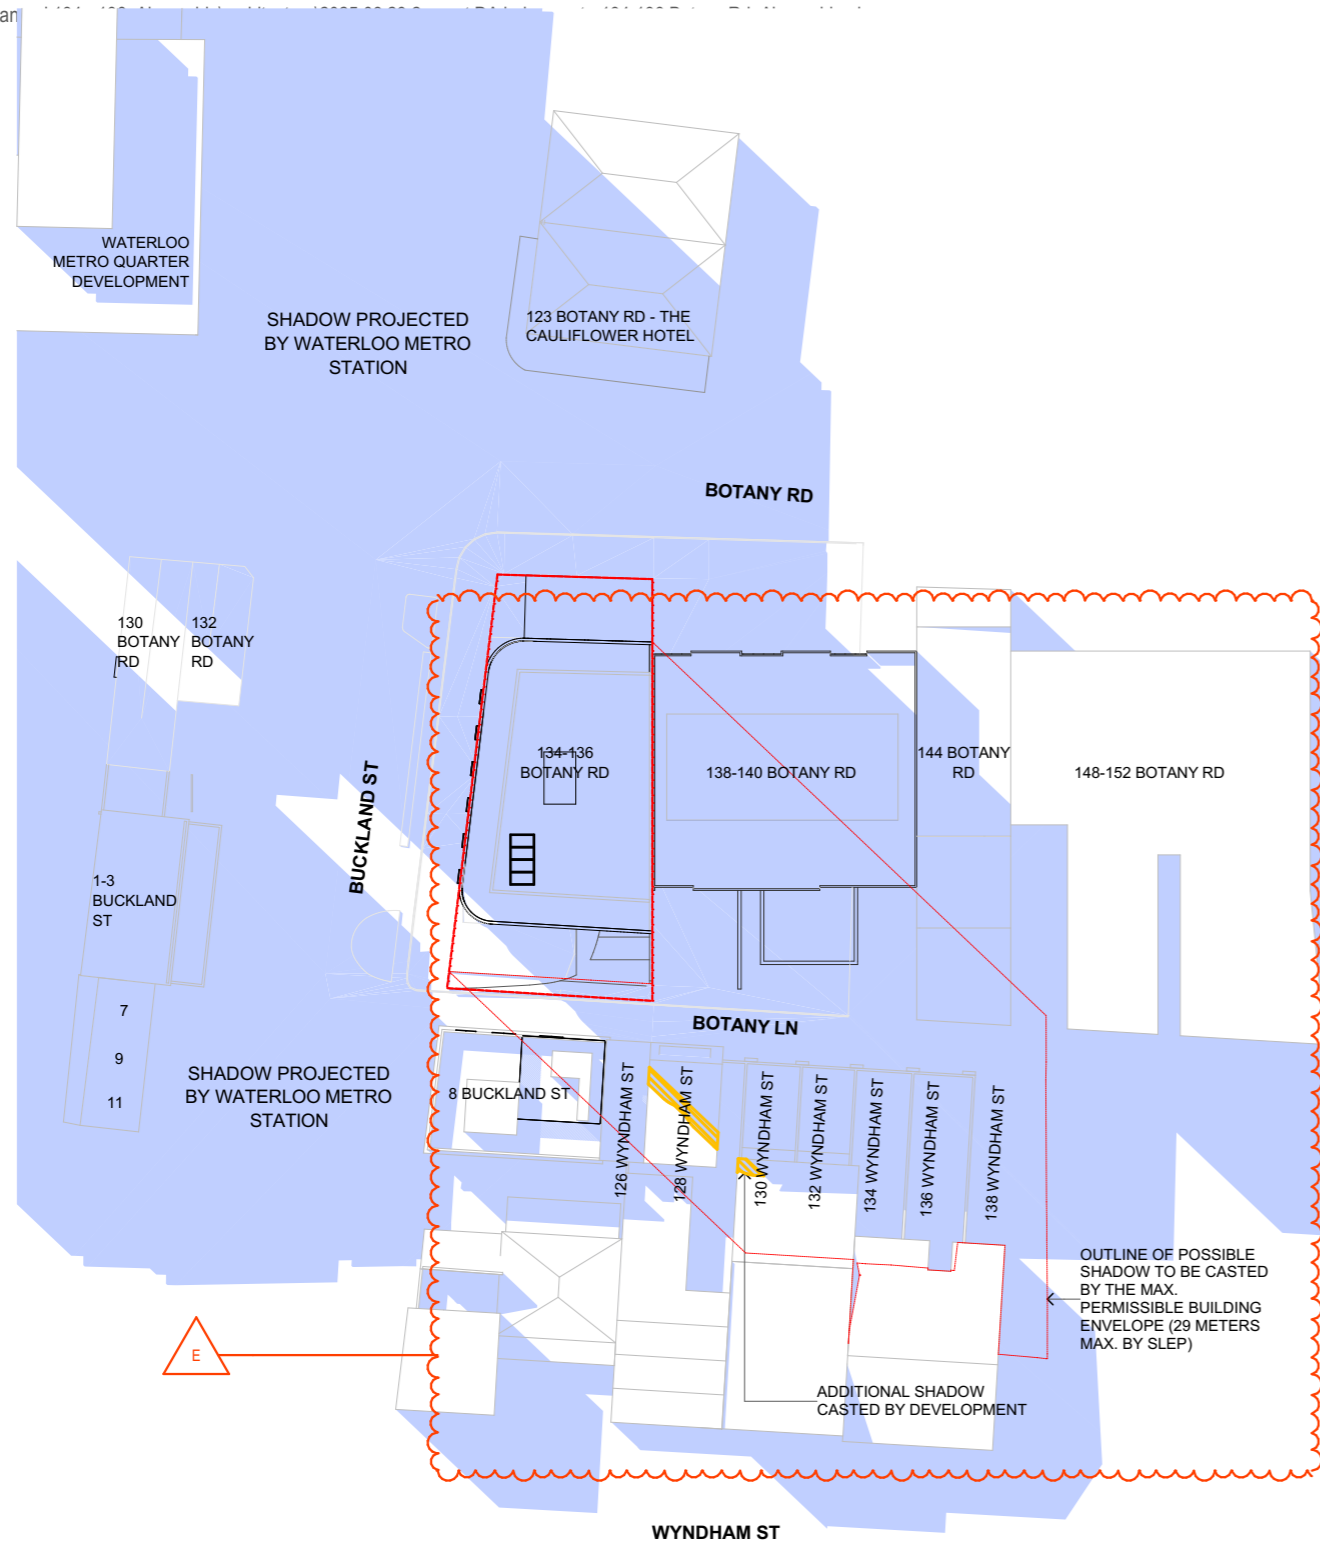 WATERLOO
METRO QUARTER
DEVELOPMENT
SHADOW PROJECTED
BY WATERLOO METRO
STATION
123 BOTANY RD - THE
CAULIFLOWER HOTEL
BOTANY RD
130
BOTANY
RD
132
BOTANY
RD
134-136
BOTANY RD
138-140 BOTANY RD
144 BOTANY
RD
148-152 BOTANY RD
BUCKLAND ST
1-3
BUCKLAND
ST
7
9
11
BOTANY LN
SHADOW PROJECTED
BY WATERLOO METRO
STATION
8 BUCKLAND ST
126 WYNDHAM ST
128 WYNDHAM ST
130 WYNDHAM ST
132 WYNDHAM ST
134 WYNDHAM ST
136 WYNDHAM ST
138 WYNDHAM ST
OUTLINE OF POSSIBLE
SHADOW TO BE CASTED
BY THE MAX.
PERMISSIBLE BUILDING
ENVELOPE (29 METERS
MAX. BY SLEP)
E
ADDITIONAL SHADOW
CASTED BY DEVELOPMENT
WYNDHAM ST